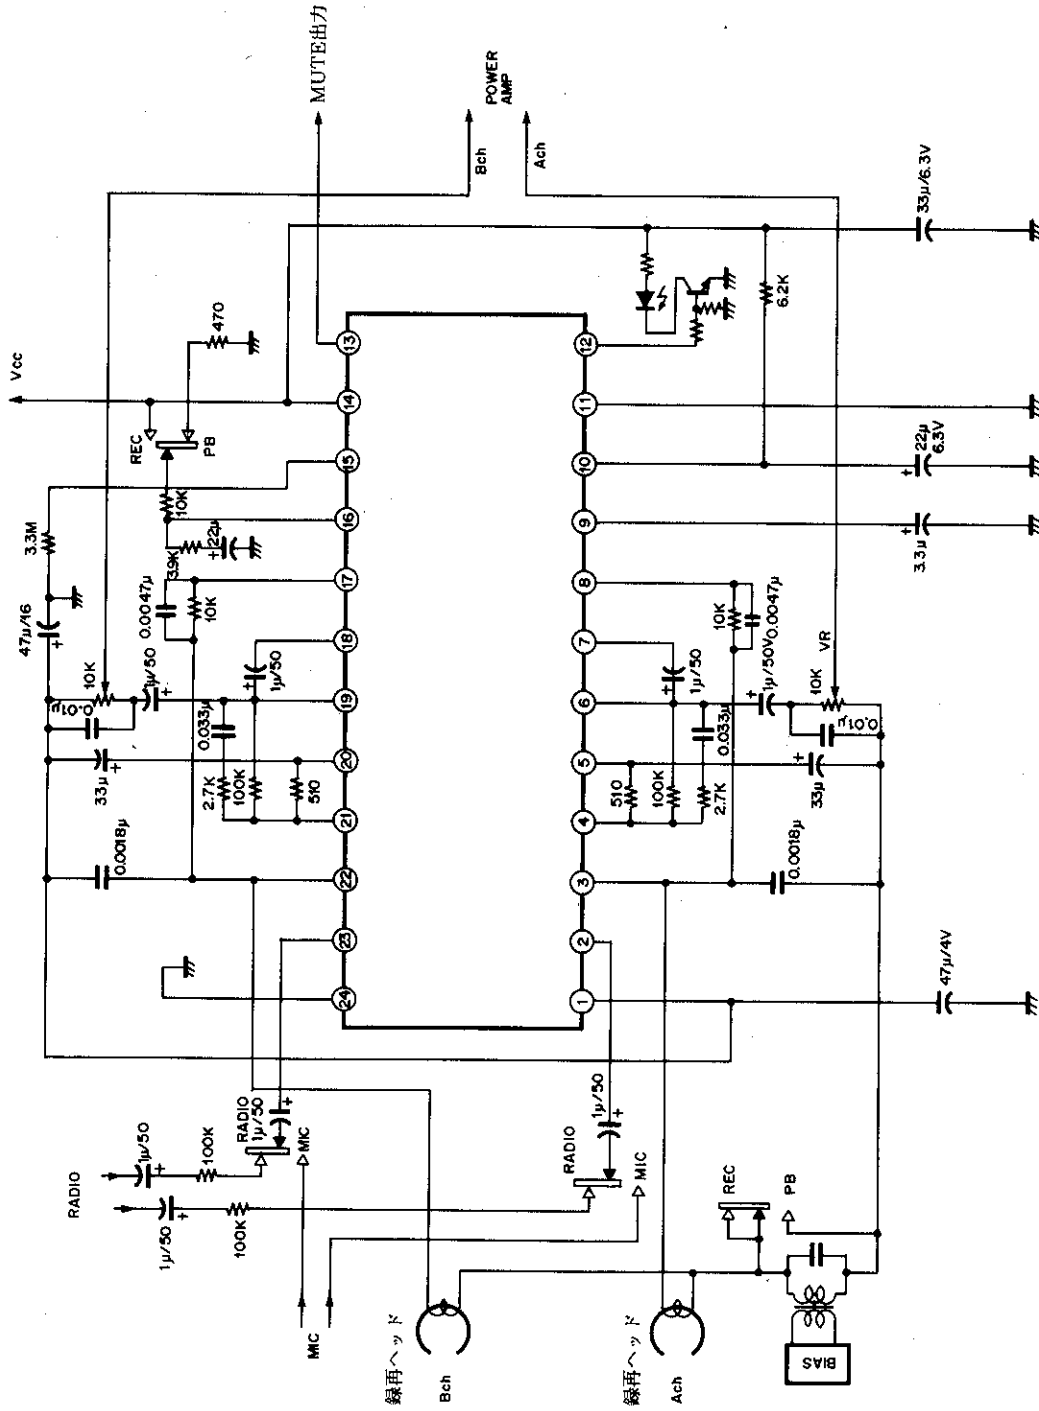 MUTE出力
POWER
AMP
Bch
Ach
Vcc
REC
PB
470
33μ/6.3V
6.2K
3.3M
10K
3.9K
22μ
22μ
6.3V
3.3μ
47μ/16
10K
0.01μ
1μ/50
0.0047μ
10K
1μ/50
0.033μ
2.7K
100K
510
33μ
0.0018μ
13
14
15
16
17
18
19
20
21
22
23
24
12
11
10
9
8
7
6
5
4
3
2
1
10K
0.0047μ
1μ/50
1μ/50V
VR
10K
0.01μ
0.033μ
510
100K
2.7K
33μ
0.0018μ
47μ/4V
RADIO
1μ/50
100K
RADIO
1μ/50
MIC
1μ/50
100K
RADIO
1μ/50
MIC
REC
PB
MIC
録再ヘッド
Bch
録再ヘッド
Ach
BIAS